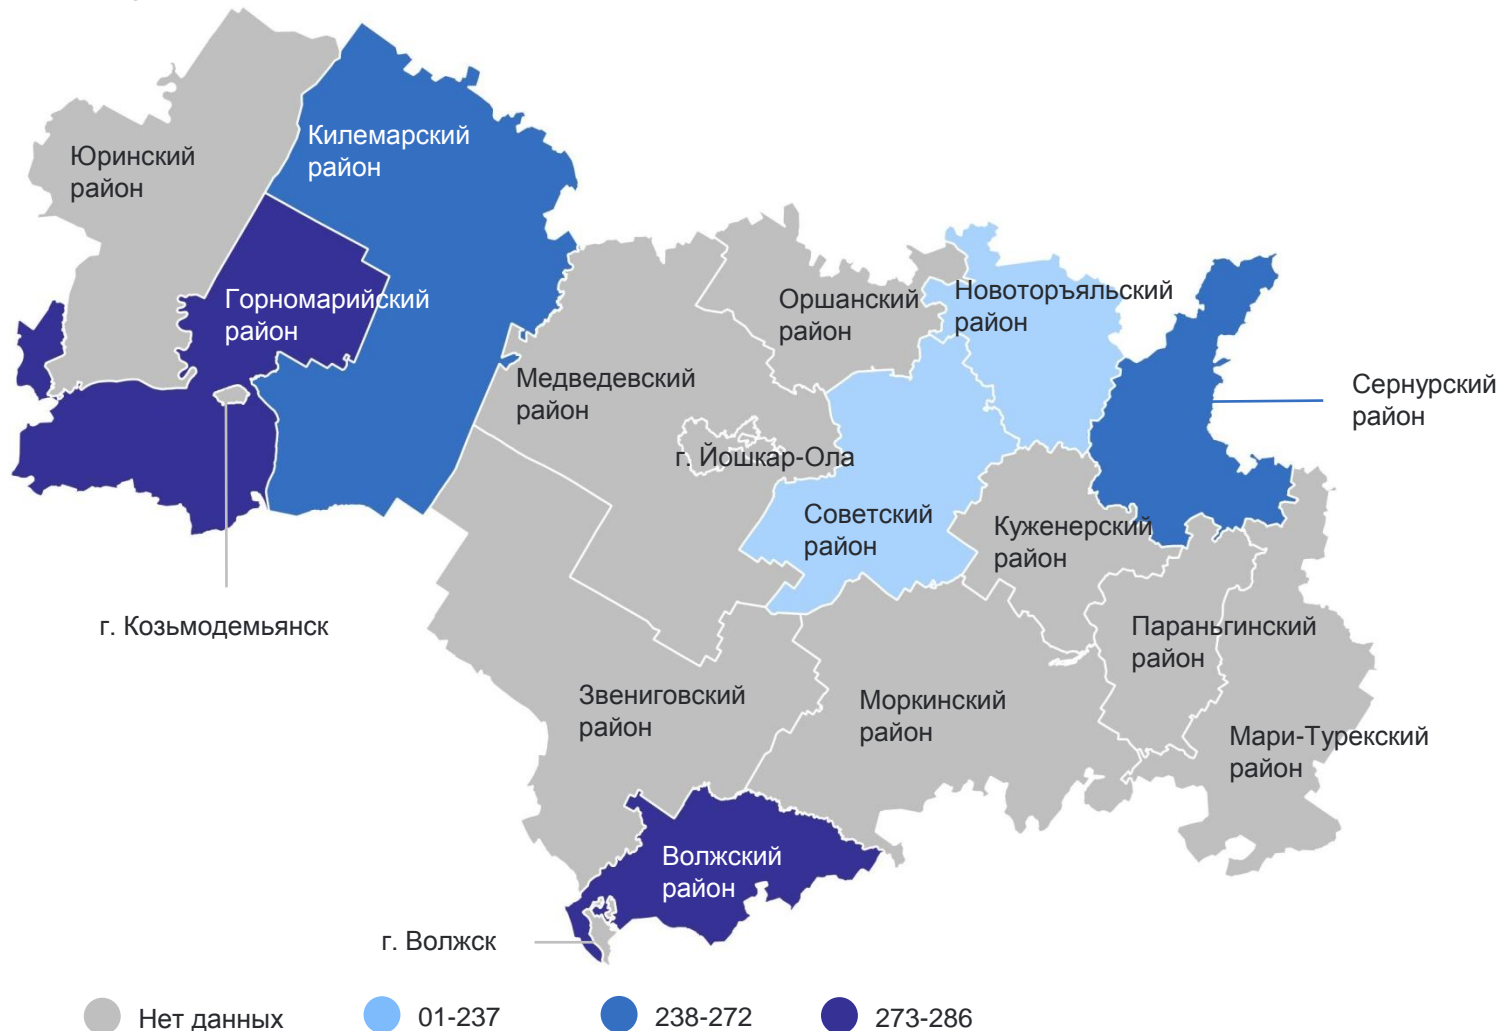 Юринский
район
Килемарский
район
Горномарийский
район
Оршанский
район
Новоторъяльский
район
Медведевский
район
Сернурский
район
г. Йошкар-Ола
Советский
район
Куженерский
район
г. Козьмодемьянск
Параньгинский
район
Звениговский
район
Моркинский
район
Мари-Турекский
район
Волжский
район
г. Волжск
Нет данных
01-237
238-272
273-286